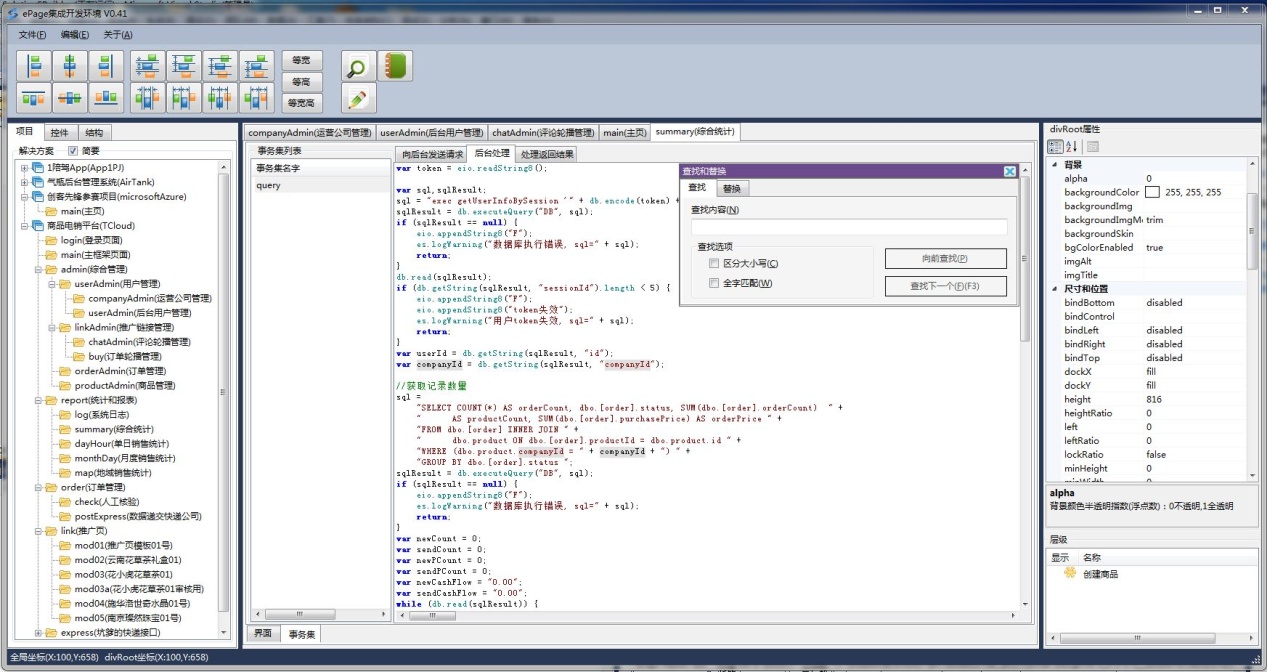 ePage集成开发环境 V0.41
文件(F) 编辑(E) 关于(A)
等宽
等高
等宽高
项目 控件 结构
解决方案 简要
1陪驾App(App1PJ)
气瓶后台管理系统(AirTank)
创客先锋参赛项目(microsoftAzure)
main(主页)
商品电销平台(TCloud)
login(登录页面)
main(主框架页面)
admin(综合管理)
userAdmin(用户管理)
companyAdmin(运营公司管理)
userAdmin(后台用户管理)
linkAdmin(推广链接管理)
chatAdmin(评论轮播管理)
buy(订单轮播管理)
orderAdmin(订单管理)
productAdmin(商品管理)
report(统计和报表)
log(系统日志)
summary(综合统计)
dayHour(单日销售统计)
monthDay(月度销售统计)
map(地域销售统计)
order(订单管理)
check(人工核验)
postExpress(数据递交快递公司)
link(推广页)
mod01(推广页模板01号)
mod02(云南花草茶礼盒01)
mod03(花小虎花草茶01)
mod03a(花小虎花草茶01审核用)
mod04(施华洛世奇水晶01号)
mod05(南京璨然珠宝01号)
express(坑爹的快递接口)
companyAdmin(运营公司管理) userAdmin(后台用户管理) chatAdmin(评论轮播管理) main(主页) summary(综合统计)
事务集列表
事务集名字
query
界面 事务集
向后台发送请求 后台处理 处理返回结果
var token = eio.readString8();
var sql,sqlResult;
sql = "exec getUserInfoBySession '" + db.encode(token) +
sqlResult = db.executeQuery("DB", sql);
if (sqlResult == null) {
eio.appendString8("F");
es.logWarning("数据库执行错误, sql=" + sql);
return;
}
db.read(sqlResult);
if (db.getString(sqlResult, "sessionId").length < 5) {
eio.appendString8("F");
eio.appendString8("token失效");
es.logWarning("用户token失效, sql=" + sql);
return;
}
var userId = db.getString(sqlResult, "id");
var companyId = db.getString(sqlResult, "companyId");
//获取记录数量
sql =
"SELECT COUNT(*) AS orderCount, dbo.[order].status, SUM(dbo.[order].orderCount) " +
" AS productCount, SUM(dbo.[order].purchasePrice) AS orderPrice " +
"FROM dbo.[order] INNER JOIN " +
" dbo.product ON dbo.[order].productId = dbo.product.id " +
"WHERE (dbo.product.companyId = " + companyId + ") " +
"GROUP BY dbo.[order].status ";
sqlResult = db.executeQuery("DB", sql);
if (sqlResult == null) {
eio.appendString8("F");
es.logWarning("数据库执行错误, sql=" + sql);
return;
}
var newCount = 0;
var sendCount = 0;
var newPCount = 0;
var sendPCount = 0;
var newCashFlow = "0.00";
var sendCashFlow = "0.00";
while (db.read(sqlResult)) {
查找和替换
查找 替换
查找内容(N)
查找选项
区分大小写(C)
全字匹配(W)
向前查找(P)
查找下一个(F)(F3)
divRoot属性
背景
alpha 0
backgroundColor 255, 255, 255
backgroundImg
backgroundImgMo trim
backgroundSkin
bgColorEnabled true
imgAlt
imgTitle
尺寸和位置
bindBottom disabled
bindControl
bindLeft disabled
bindRight disabled
bindTop disabled
dockX fill
dockY fill
height 816
heightRatio 0
left 0
leftRatio 0
lockRatio false
minHeight 0
minWidth 0
alpha
背景颜色半透明指数(浮点数)：0不透明,1全透明
层级
显示 名称
创建商品
全局坐标(X:100,Y:658) divRoot坐标(X:100,Y:658)